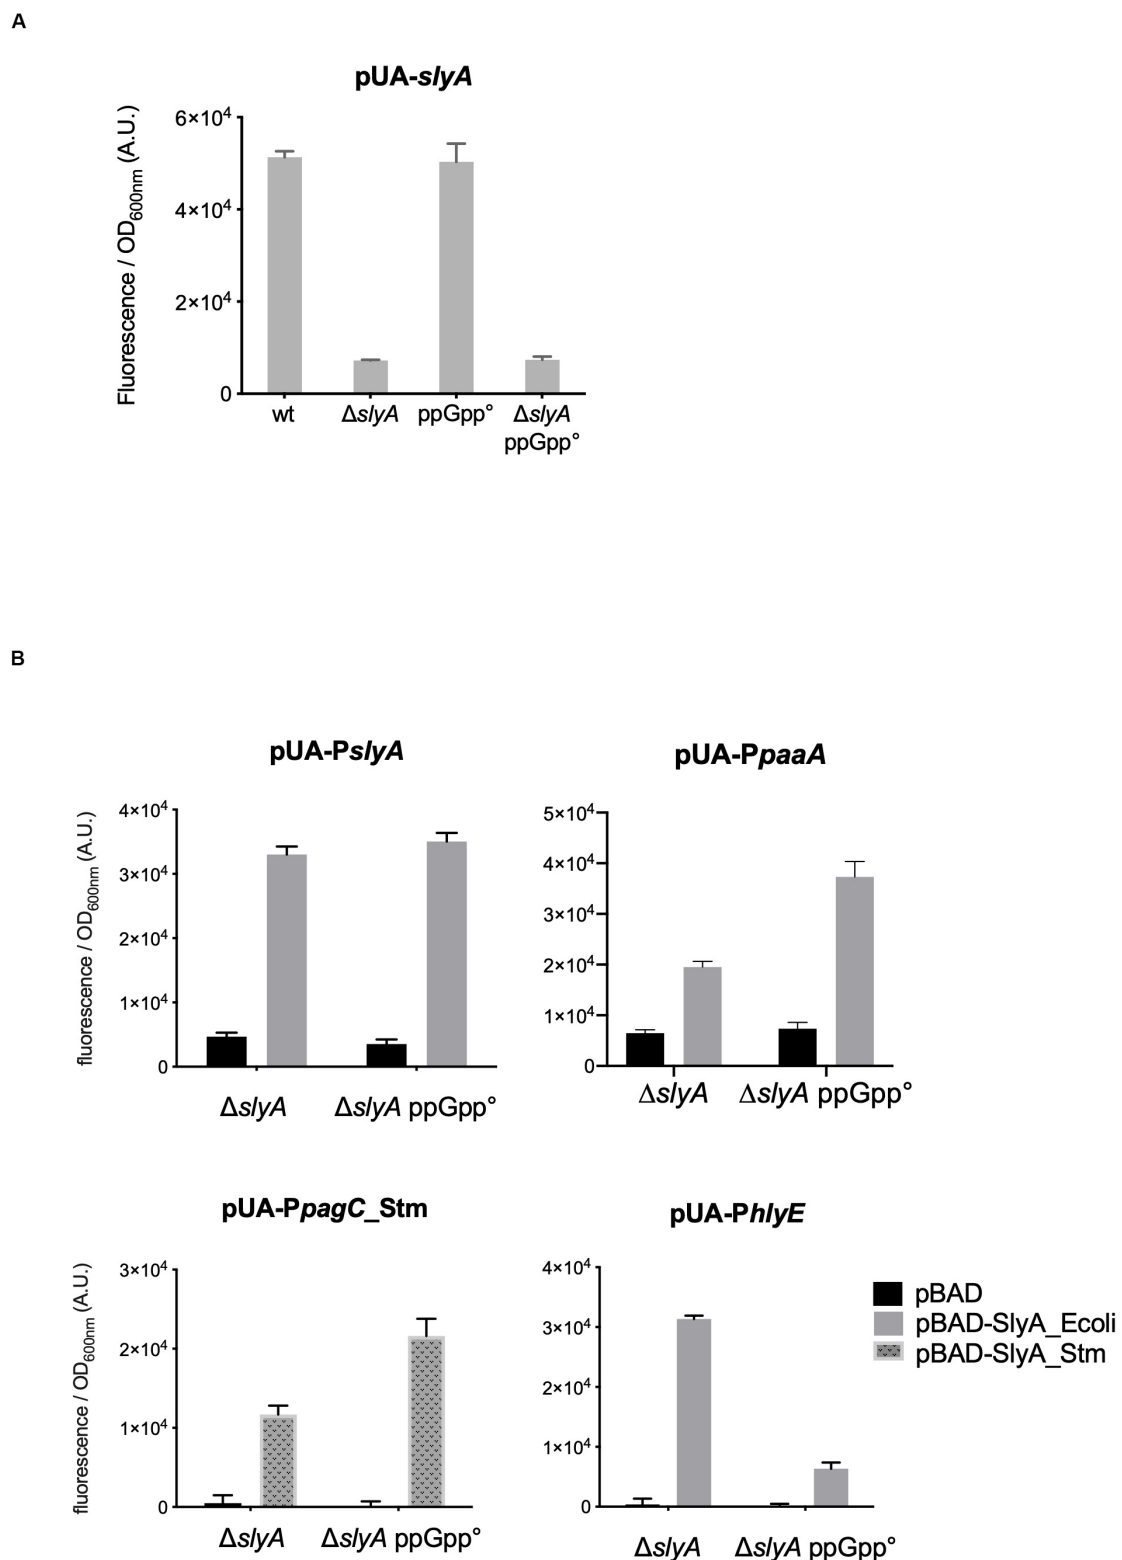 A
pUA-slyA
Fluorescence / OD600nm (A.U.)
6×10⁴
4×10⁴
2×10⁴
0
wt
ΔslyA
ppGpp°
ΔslyA
ppGpp°
B
pUA-PslyA
fluorescence / OD600nm (A.U.)
4×10⁴
3×10⁴
2×10⁴
1×10⁴
0
ΔslyA
ΔslyA ppGpp°
pUA-PpaaA
5×10⁴
4×10⁴
3×10⁴
2×10⁴
1×10⁴
0
ΔslyA
ΔslyA ppGpp°
pUA-PpagC_Stm
fluorescence / OD600nm (A.U.)
3×10⁴
2×10⁴
1×10⁴
0
ΔslyA
ΔslyA ppGpp°
pUA-PhlyE
4×10⁴
3×10⁴
2×10⁴
1×10⁴
0
ΔslyA
ΔslyA ppGpp°
pBAD
pBAD-SlyA_Ecoli
pBAD-SlyA_Stm